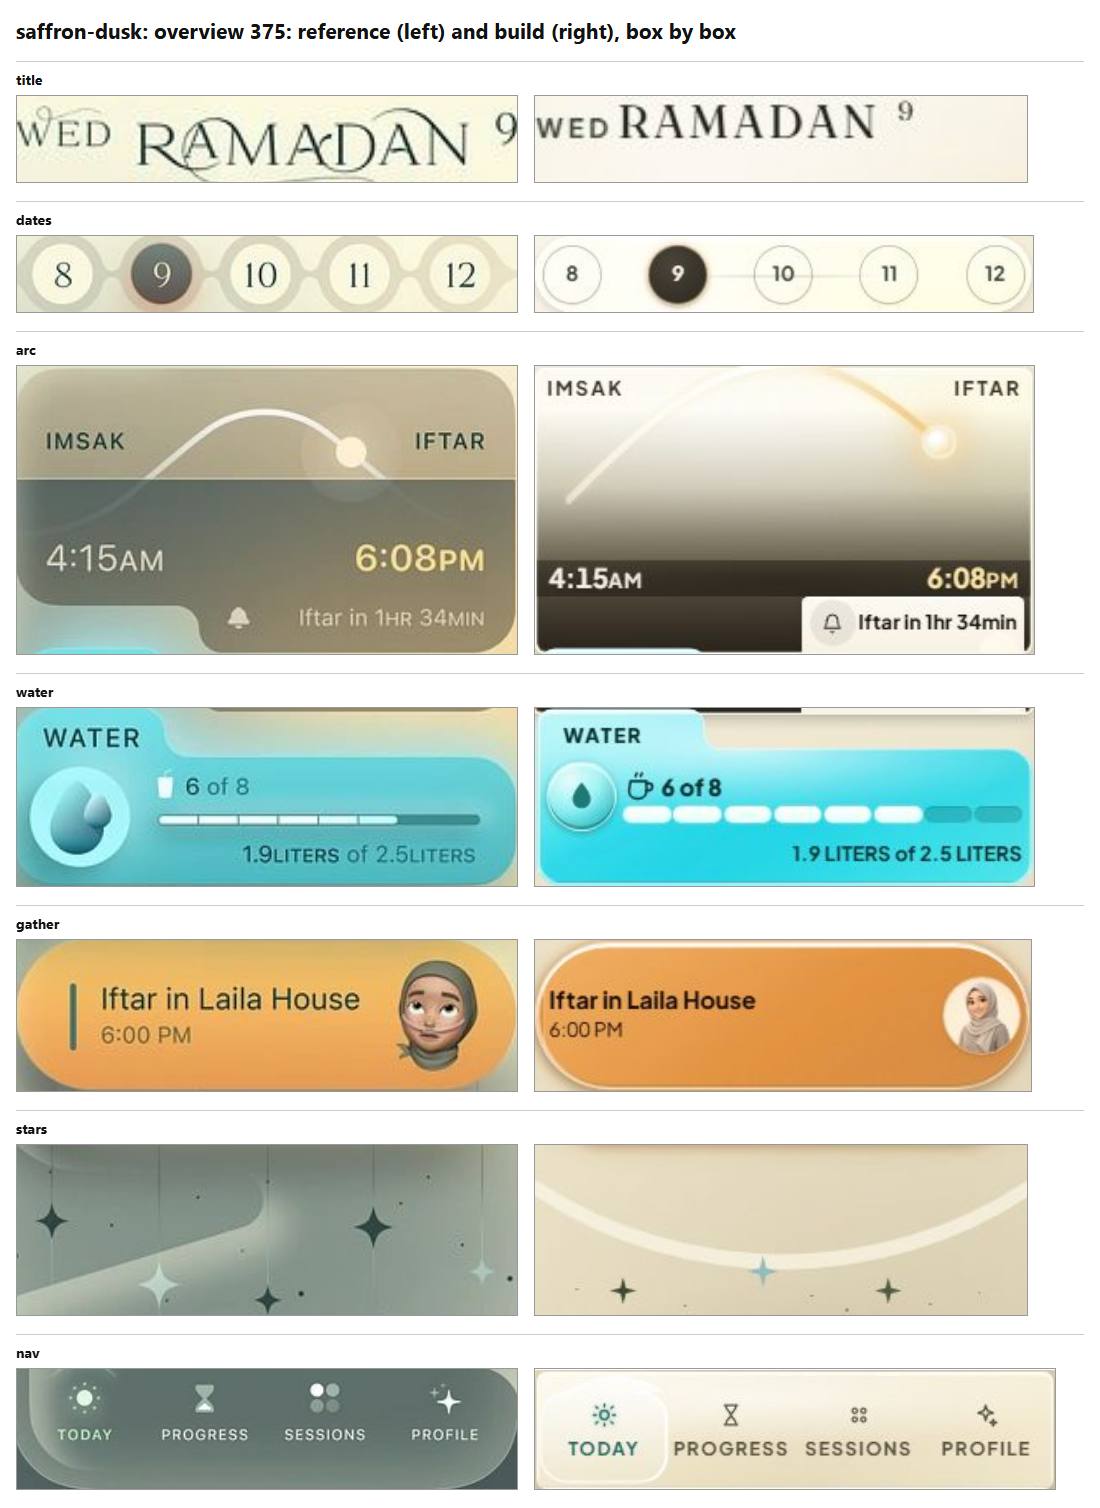 saffron-dusk: overview 375: reference (left) and build (right), box by box
title
WED RAMADAN 9
WED RAMADAN 9
dates
8 9 10 11 12
8 9 10 11 12
arc
IMSAK IFTAR
4:15AM 6:08PM
Iftar in 1HR 34MIN
IMSAK IFTAR
4:15AM 6:08PM
Iftar in 1hr 34min
water
WATER
6 of 8
1.9LITERS of 2.5LITERS
WATER
6 of 8
1.9 LITERS of 2.5 LITERS
gather
Iftar in Laila House
6:00 PM
Iftar in Laila House
6:00 PM
stars
nav
TODAY PROGRESS SESSIONS PROFILE
TODAY PROGRESS SESSIONS PROFILE